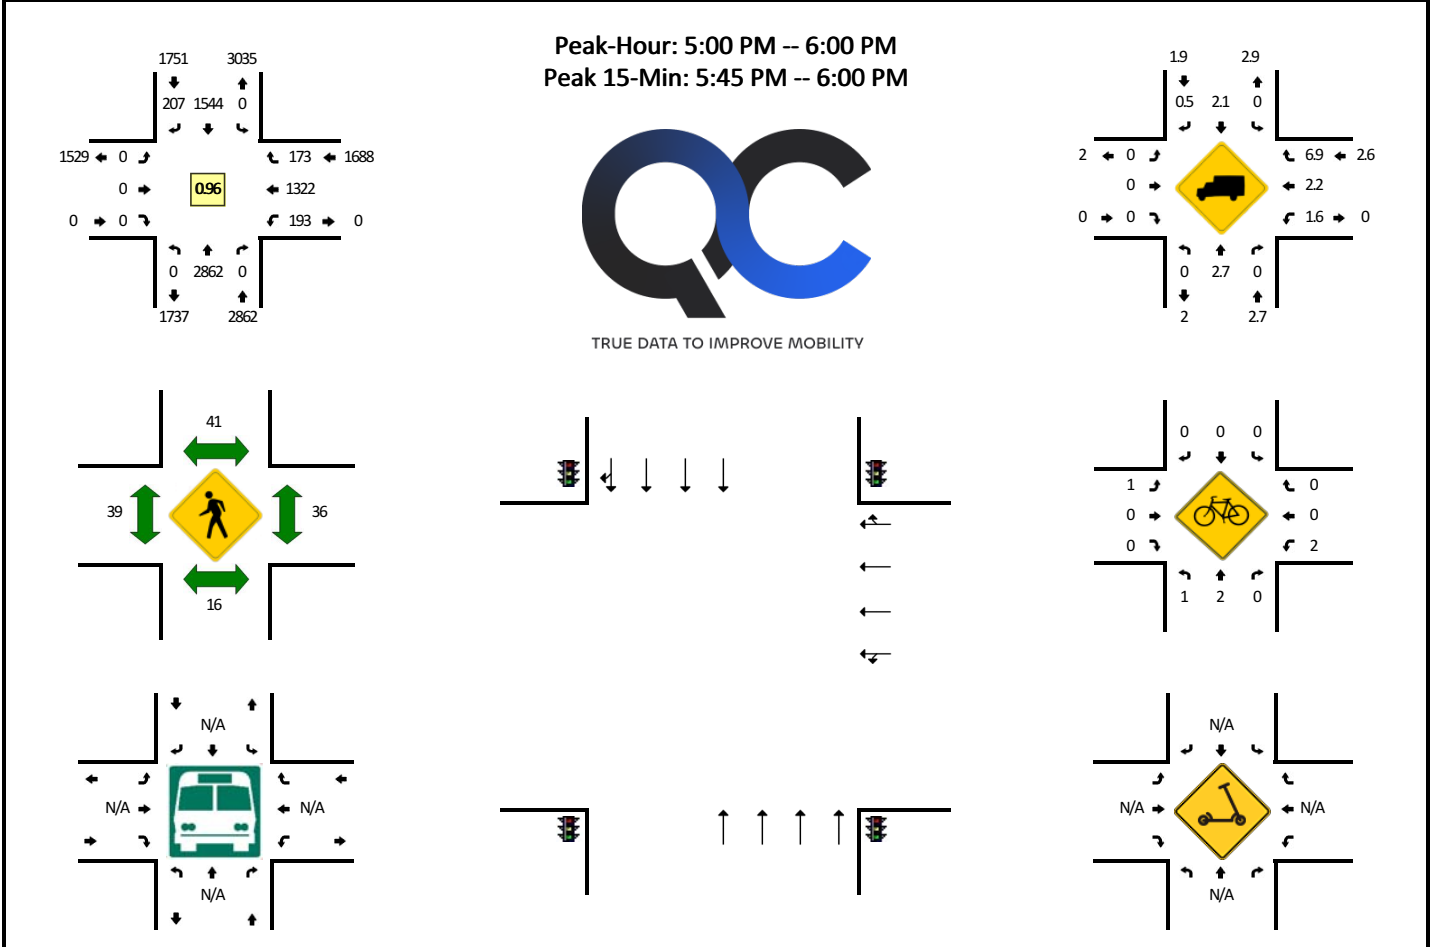 Peak-Hour: 5:00 PM -- 6:00 PM
Peak 15-Min: 5:45 PM -- 6:00 PM
1751 3035
207 1544 0
1529 0 173 1688
0 0.96 1322
0 0 193 0
0 2862 0
1737 2862
TRUE DATA TO IMPROVE MOBILITY
1.9 2.9
0.5 2.1 0
2 0 6.9 2.6
0 2.2
0 0 1.6 0
0 2.7 0
2 2.7
41
39 36
16
0 0 0
1 0
0 0
0 2
1 2 0
N/A
N/A N/A
N/A
N/A
N/A N/A
N/A